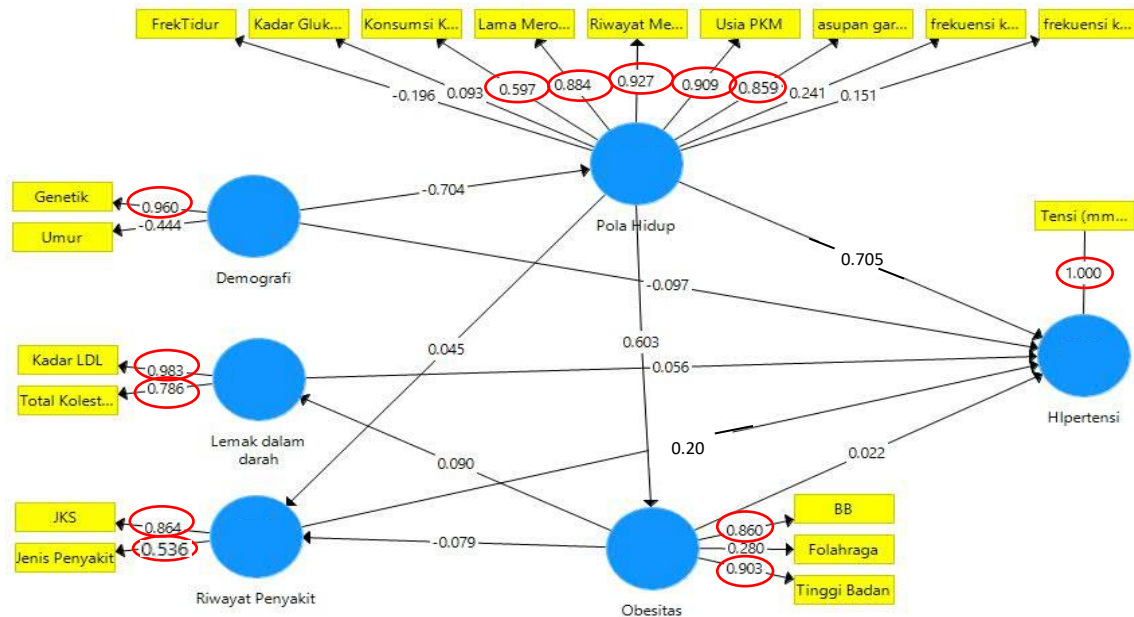 FrekTidur
Kadar Gluk...
Konsumsi K...
Lama Mero...
Riwayat Me...
Usia PKM
asupan gar...
frekuensi k...
frekuensi k...
-0.196
0.093
0.597
0.884
0.927
0.909
0.859
0.241
0.151
Genetik
0.960
Umur
-0.444
Demografi
-0.704
Pola Hidup
Tensi (mm...
1.000
0.705
-0.097
HIpertensi
Kadar LDL
0.983
Total Kolest...
0.786
Lemak dalam
darah
0.045
0.603
0.056
0.090
0.20
0.022
JKS
0.864
Jenis Penyakit
0.536
Riwayat Penyakit
-0.079
Obesitas
0.860
BB
0.280
Folahraga
0.903
Tinggi Badan